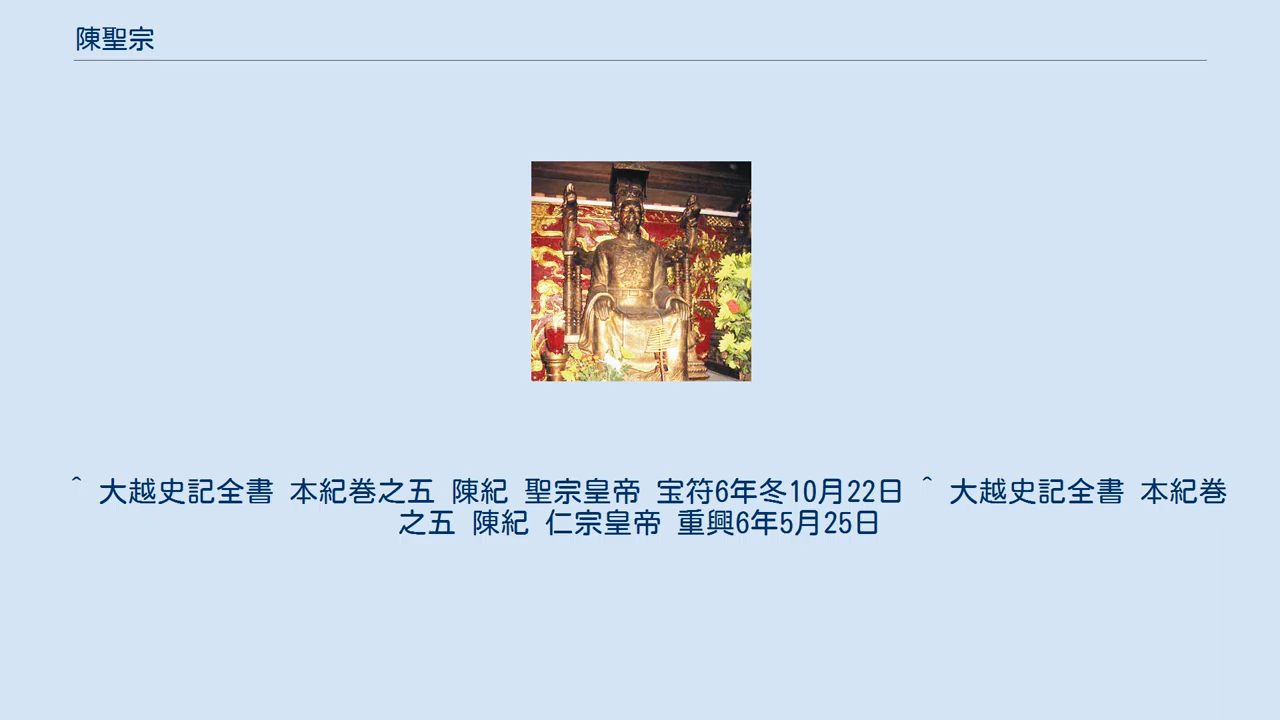 陳聖宗
^ 大越史記全書 本紀巻之五 陳紀 聖宗皇帝 宝符6年冬10月22日 ^ 大越史記全書 本紀巻
之五 陳紀 仁宗皇帝 重興6年5月25日